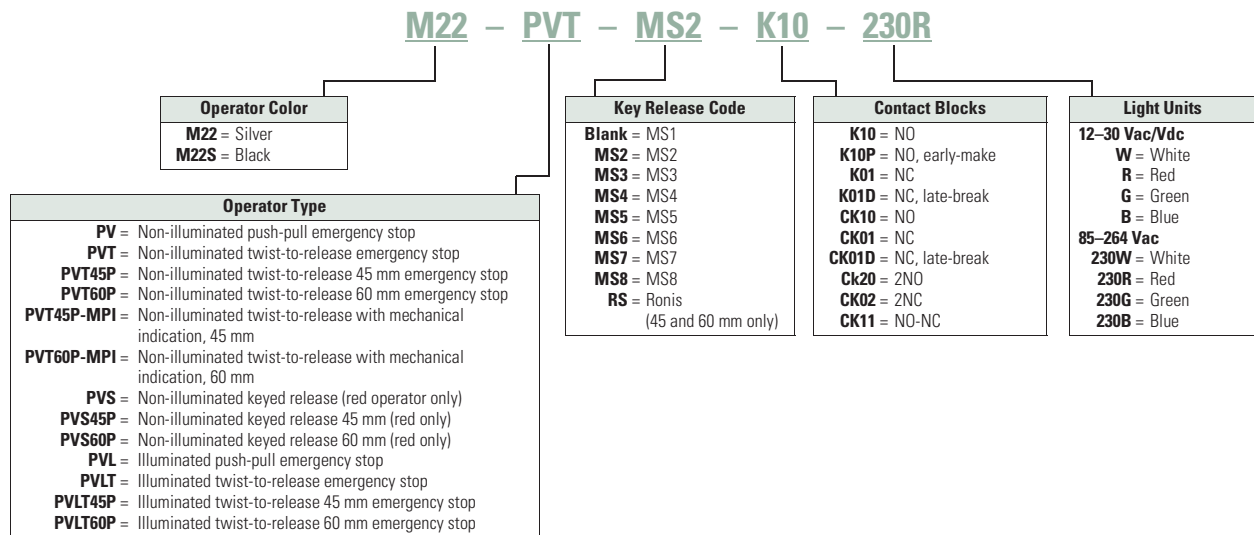 M22 – PVT – MS2 – K10 – 230R
Operator Color
M22 = Silver
M22S = Black
Operator Type
PV = Non-illuminated push-pull emergency stop
PVT = Non-illuminated twist-to-release emergency stop
PVT45P = Non-illuminated twist-to-release 45 mm emergency stop
PVT60P = Non-illuminated twist-to-release 60 mm emergency stop
PVT45P-MPI = Non-illuminated twist-to-release with mechanical
indication, 45 mm
PVT60P-MPI = Non-illuminated twist-to-release with mechanical
indication, 60 mm
PVS = Non-illuminated keyed release (red operator only)
PVS45P = Non-illuminated keyed release 45 mm (red only)
PVS60P = Non-illuminated keyed release 60 mm (red only)
PVL = Illuminated push-pull emergency stop
PVLT = Illuminated twist-to-release emergency stop
PVLT45P = Illuminated twist-to-release 45 mm emergency stop
PVLT60P = Illuminated twist-to-release 60 mm emergency stop
Key Release Code
Blank = MS1
MS2 = MS2
MS3 = MS3
MS4 = MS4
MS5 = MS5
MS6 = MS6
MS7 = MS7
MS8 = MS8
RS = Ronis
(45 and 60 mm only)
Contact Blocks
K10 = NO
K10P = NO, early-make
K01 = NC
K01D = NC, late-break
CK10 = NO
CK01 = NC
CK01D = NC, late-break
Ck20 = 2NO
CK02 = 2NC
CK11 = NO-NC
Light Units
12–30 Vac/Vdc
W = White
R = Red
G = Green
B = Blue
85–264 Vac
230W = White
230R = Red
230G = Green
230B = Blue